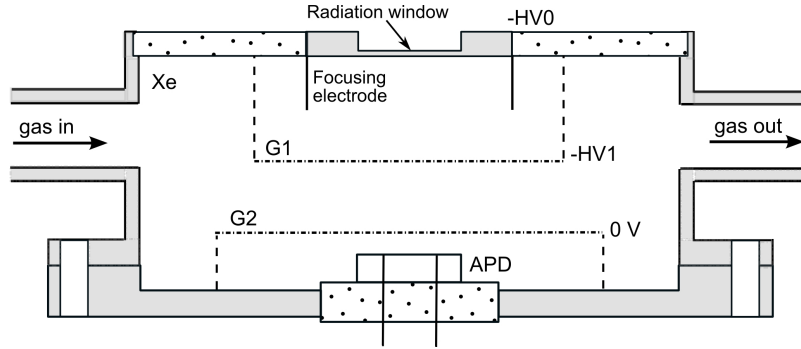 Radiation window
-HV0
Xe
Focusing
electrode
gas in
gas out
G1
-HV1
G2
0 V
APD